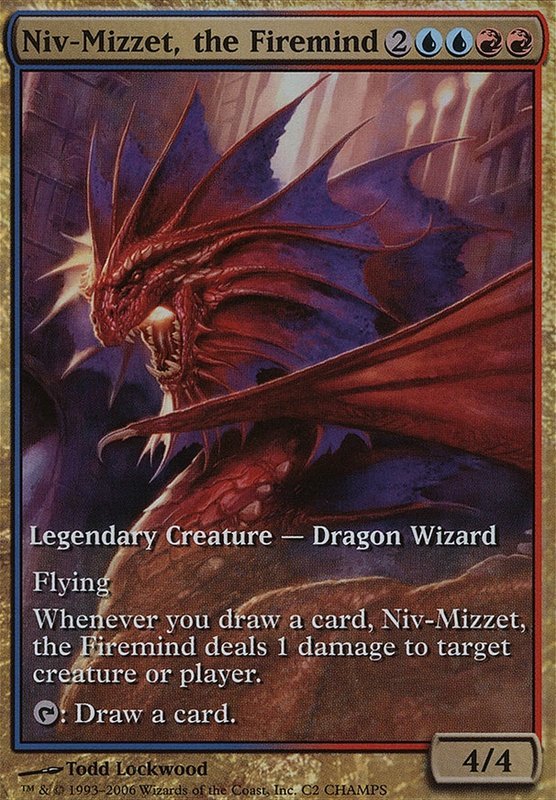 Niv-Mizzet, the Firemind 2
Legendary Creature — Dragon Wizard
Flying
Whenever you draw a card, Niv-Mizzet,
the Firemind deals 1 damage to target
creature or player.
: Draw a card.
4/4
Todd Lockwood
™ & © 1993–2006 Wizards of the Coast, Inc. C2 CHAMPS